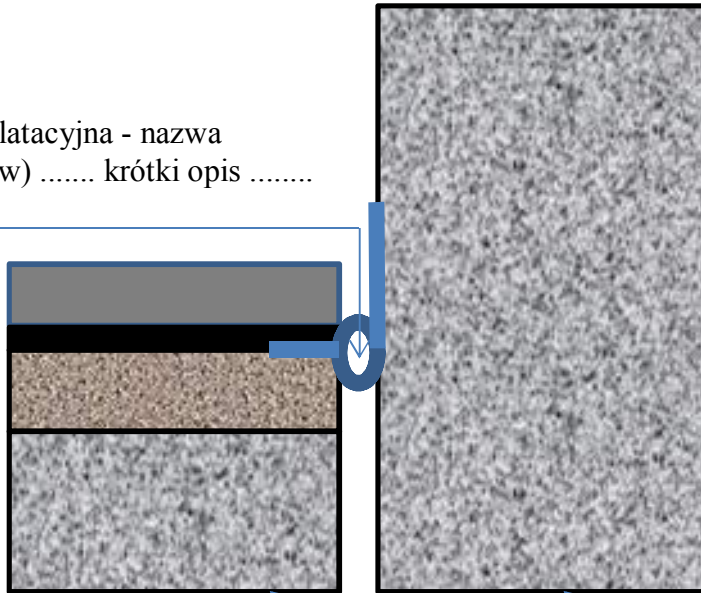 latacyjna - nazwa
w) ....... krótki opis ........